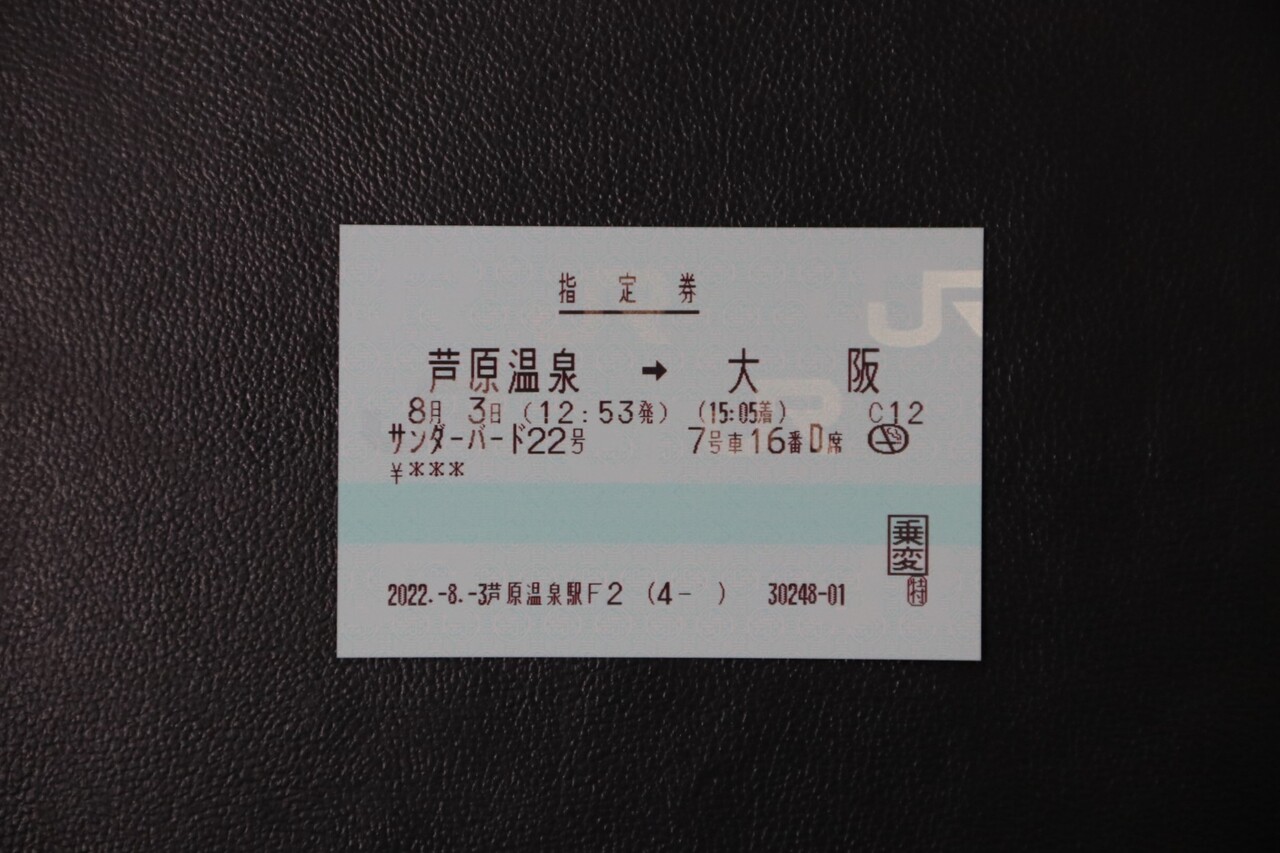 指定券
芦原温泉 → 大阪
8月 3日 (12:53発) (15:05着) C12
サンダーバード22号 7号車16番D席
¥***
乗変
特
2022.-8.-3芦原温泉駅F2 (4- ) 30248-01
JR